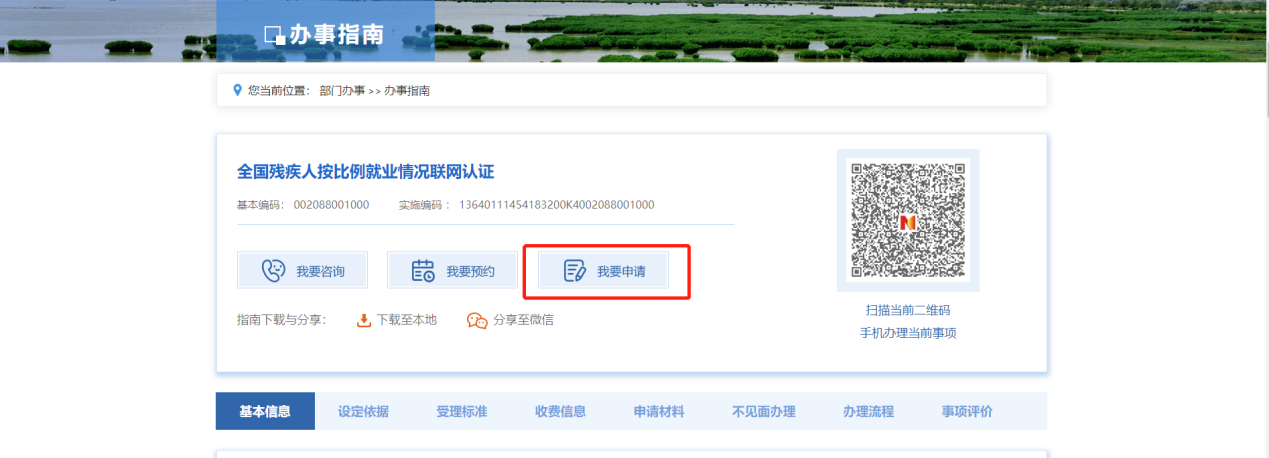 办事指南
您当前位置： 部门办事 >> 办事指南
全国残疾人按比例就业情况联网认证
基本编码： 002088001000 实施编码 ： 13640111454183200K4002088001000
我要咨询 我要预约 我要申请
指南下载与分享： 下载至本地 分享至微信
扫描当前二维码
手机办理当前事项
基本信息 设定依据 受理标准 收费信息 申请材料 不见面办理 办理流程 事项评价